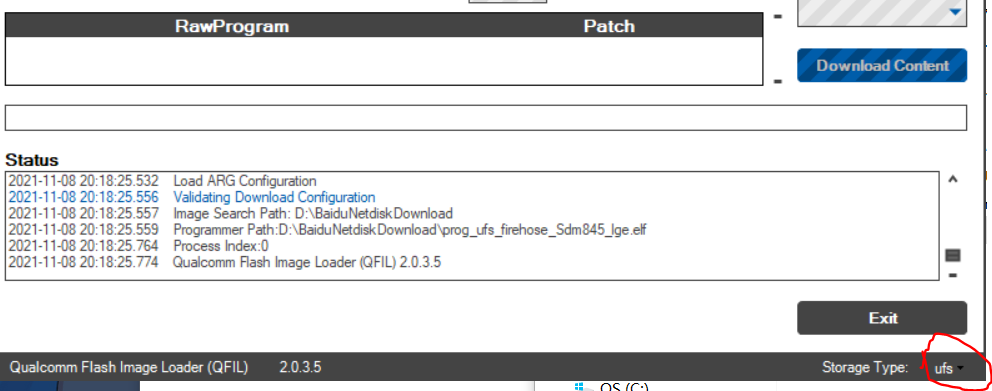 RawProgram Patch
Download Content
Status
2021-11-08 20:18:25.532 Load ARG Configuration
2021-11-08 20:18:25.556 Validating Download Configuration
2021-11-08 20:18:25.557 Image Search Path: D:\BaiduNetdiskDownload
2021-11-08 20:18:25.559 Programmer Path:D:\BaiduNetdiskDownload\prog_ufs_firehose_Sdm845_lge.elf
2021-11-08 20:18:25.764 Process Index:0
2021-11-08 20:18:25.774 Qualcomm Flash Image Loader (QFIL) 2.0.3.5
Exit
Qualcomm Flash Image Loader (QFIL) 2.0.3.5 Storage Type: ufs
OS (C:)